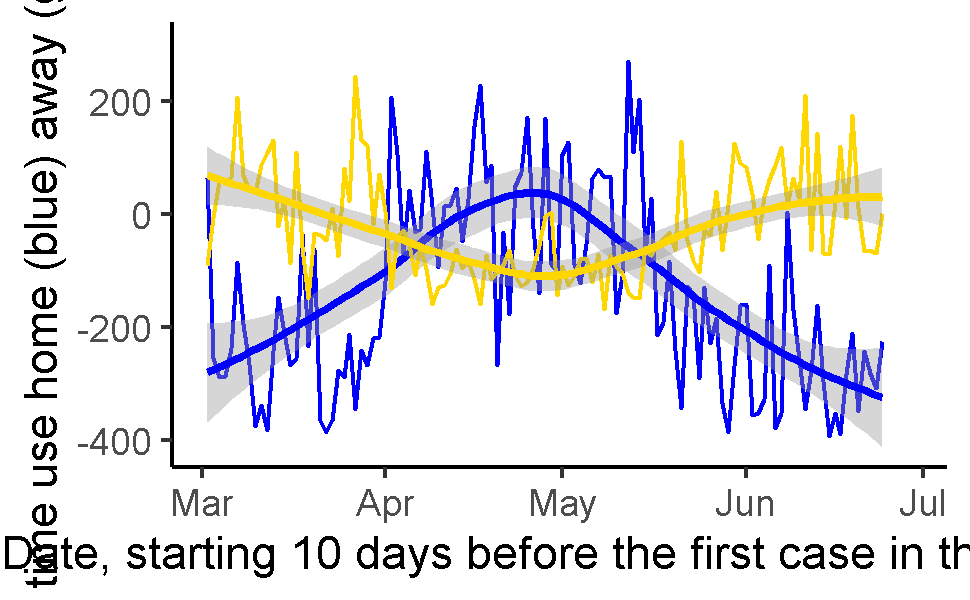 time use home (blue) away (
200
0
-200
-400
Mar Apr May Jun Jul
Date, starting 10 days before the first case in th